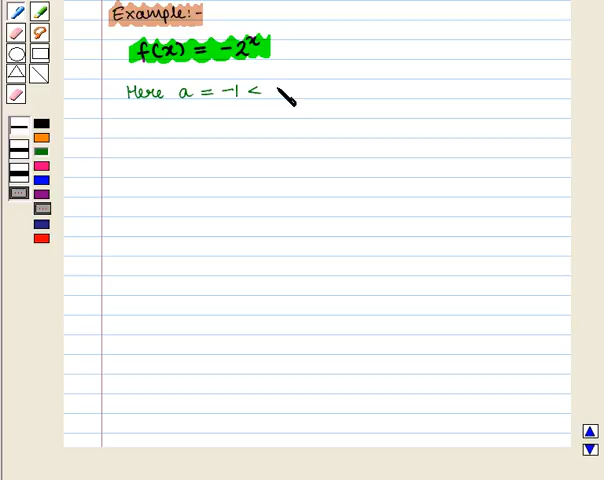 Example:-
f(x) = -2^x
Here a = -1 <